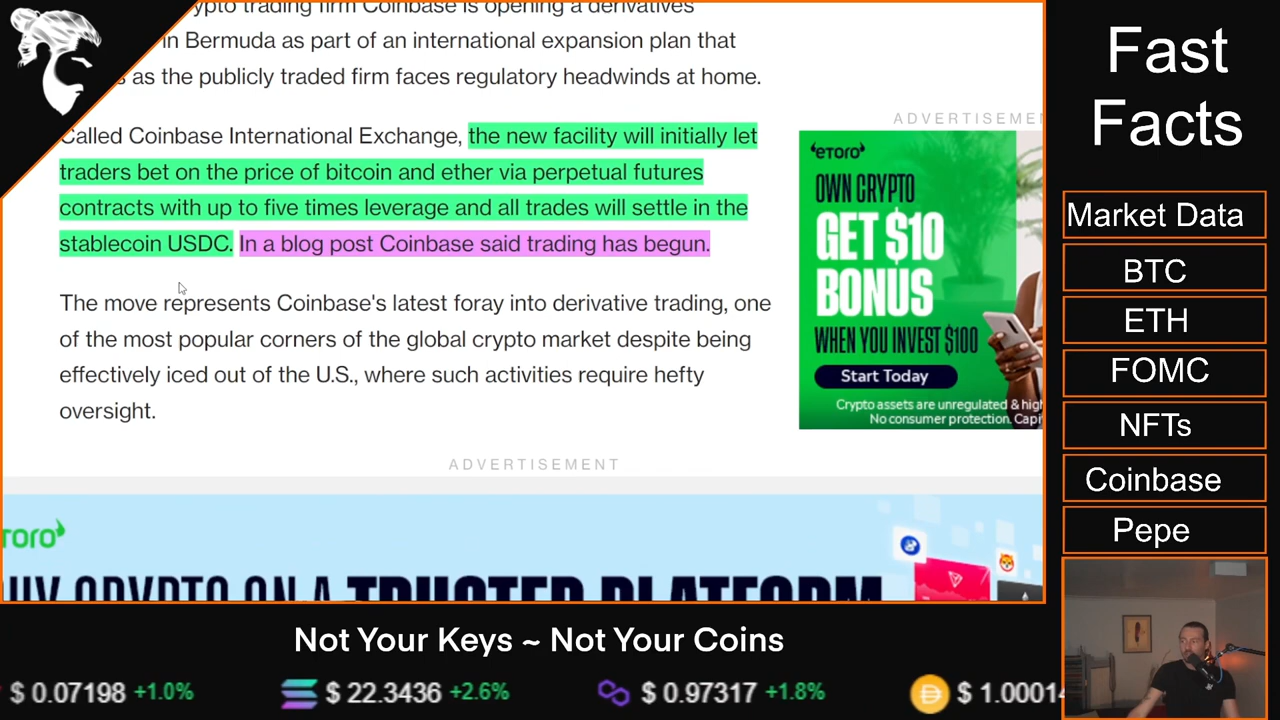 ypto trading firm Coinbase is opening a derivatives
in Bermuda as part of an international expansion plan that
as the publicly traded firm faces regulatory headwinds at home.
Called Coinbase International Exchange, the new facility will initially let
traders bet on the price of bitcoin and ether via perpetual futures
contracts with up to five times leverage and all trades will settle in the
stablecoin USDC. In a blog post Coinbase said trading has begun.
The move represents Coinbase's latest foray into derivative trading, one
of the most popular corners of the global crypto market despite being
effectively iced out of the U.S., where such activities require hefty
oversight.
ADVERTISEMEN
eToro
OWN CRYPTO
GET $10
BONUS
WHEN YOU INVEST $100
Start Today
Crypto assets are unregulated & high
No consumer protection. Capi
ADVERTISEMENT
toro
UY CRYPTO ON A TRUSTED PLATFORM
Fast
Facts
Market Data
BTC
ETH
FOMC
NFTs
Coinbase
Pepe
Not Your Keys ~ Not Your Coins
$ 0.07198 +1.0%
$ 22.3436 +2.6%
$ 0.97317 +1.8%
$ 1.00014